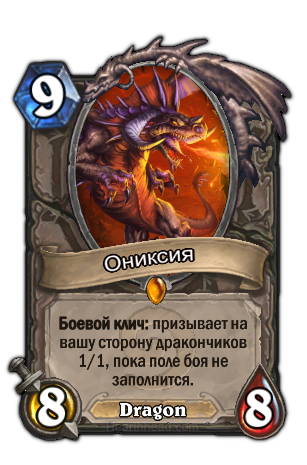 9
Ониксия
Боевой клич: призывает на
вашу сторону дракончиков
1/1, пока поле боя не
заполнится.
8
Dragon
8